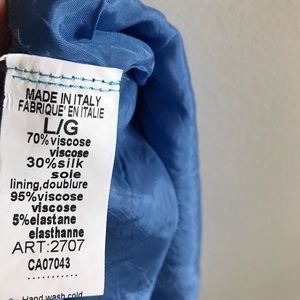 MADE IN ITALY
FABRIQUE' EN ITALIE
L/G
70%viscose
viscose
30%silk
soie
lining,doublure
95%viscose
viscose
5%elastane
elasthanne
ART:2707
CA07043
...........
Hand wash cold